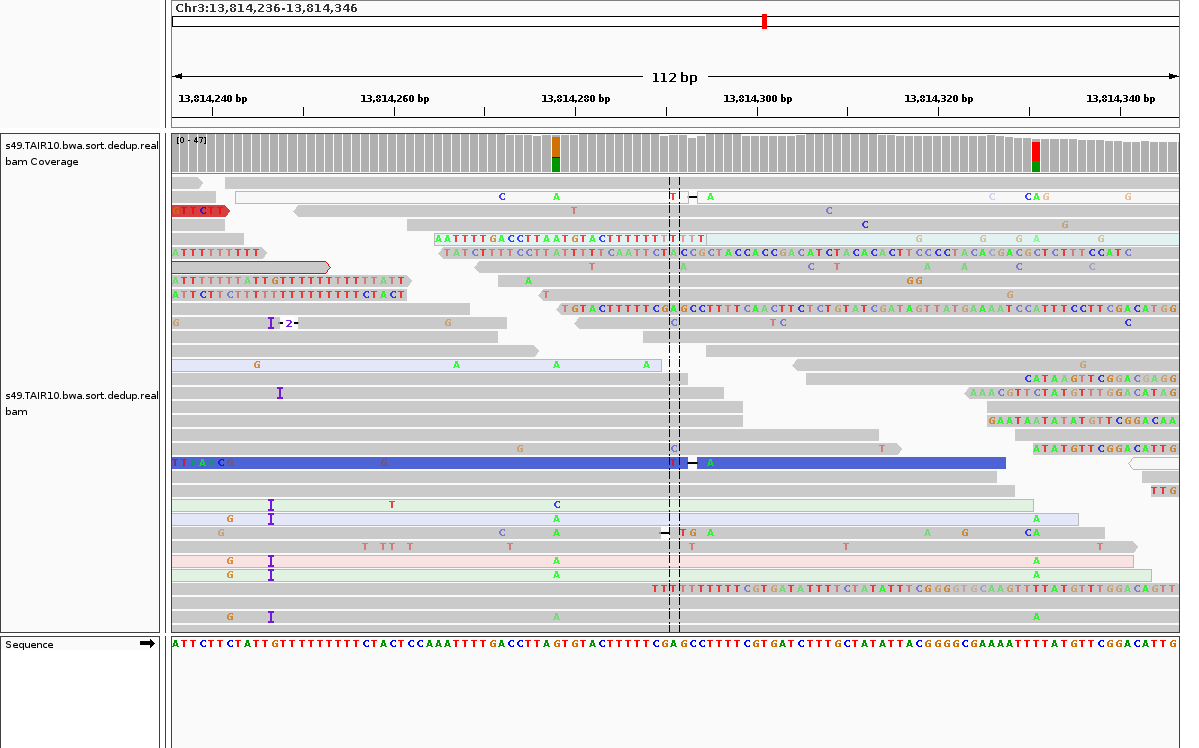 Chr3:13,814,236-13,814,346
112 bp
13,814,240 bp 13,814,260 bp 13,814,280 bp 13,814,300 bp 13,814,320 bp 13,814,340 bp
s49.TAIR10.bwa.sort.dedup.real
bam Coverage
[0 - 47]
C A T A C C A G G
G T T C T T T C
C G
A A T T T T G A C C T T A A T G T A C T T T T T T T T T T T G G G A G
A T T T T T T T T T T A T C T T T T C C T T A T T T T T C A A T T C T A C C G C T A C C A C C G A C A T C T A C A C A C T T C C C C T A C A C G A C G C T C T T T C C A T C
T A C T A A C C
A T T T T T T A T T G T T T T T T T T T T T A T T A G G
A T T C T T C T T T T T T T T T T T T T C T A C T T G
T G T A C T T T T T C G A G C C T T T T C A A C T T C T C T G T A T C G A T A G T T A T G A A A A T C C A T T T C C T T C G A C A T G G
G 2 G C T C C
G A A A G
C A T A A G T T C G G A C G A G G
A A A C G T T C T A T G T T T G G A C A T A G
s49.TAIR10.bwa.sort.dedup.real
bam
G A A T A A T A T A T G T T C G G A C A A
G C T A T A T G T T C G G A C A T T G
T A
T T G
T C
G A A
G C A T G A A G C A
T T T T T T T T
G A A
G A A
T T T T T T T T T T C G T G A T A T T T T C T A T A T T T C G G G G T G C A A G T T T T A T G T T T G G A C A G T T
G A A
Sequence
A T T C T T C T A T T G T T T T T T T T T C T A C T C C A A A T T T T G A C C T T A G T G T A C T T T T T C G A G C C T T T T C G T G A T C T T T G C T A T A T T A C G G G G C G A A A A T T T T A T G T T C G G A C A T T G